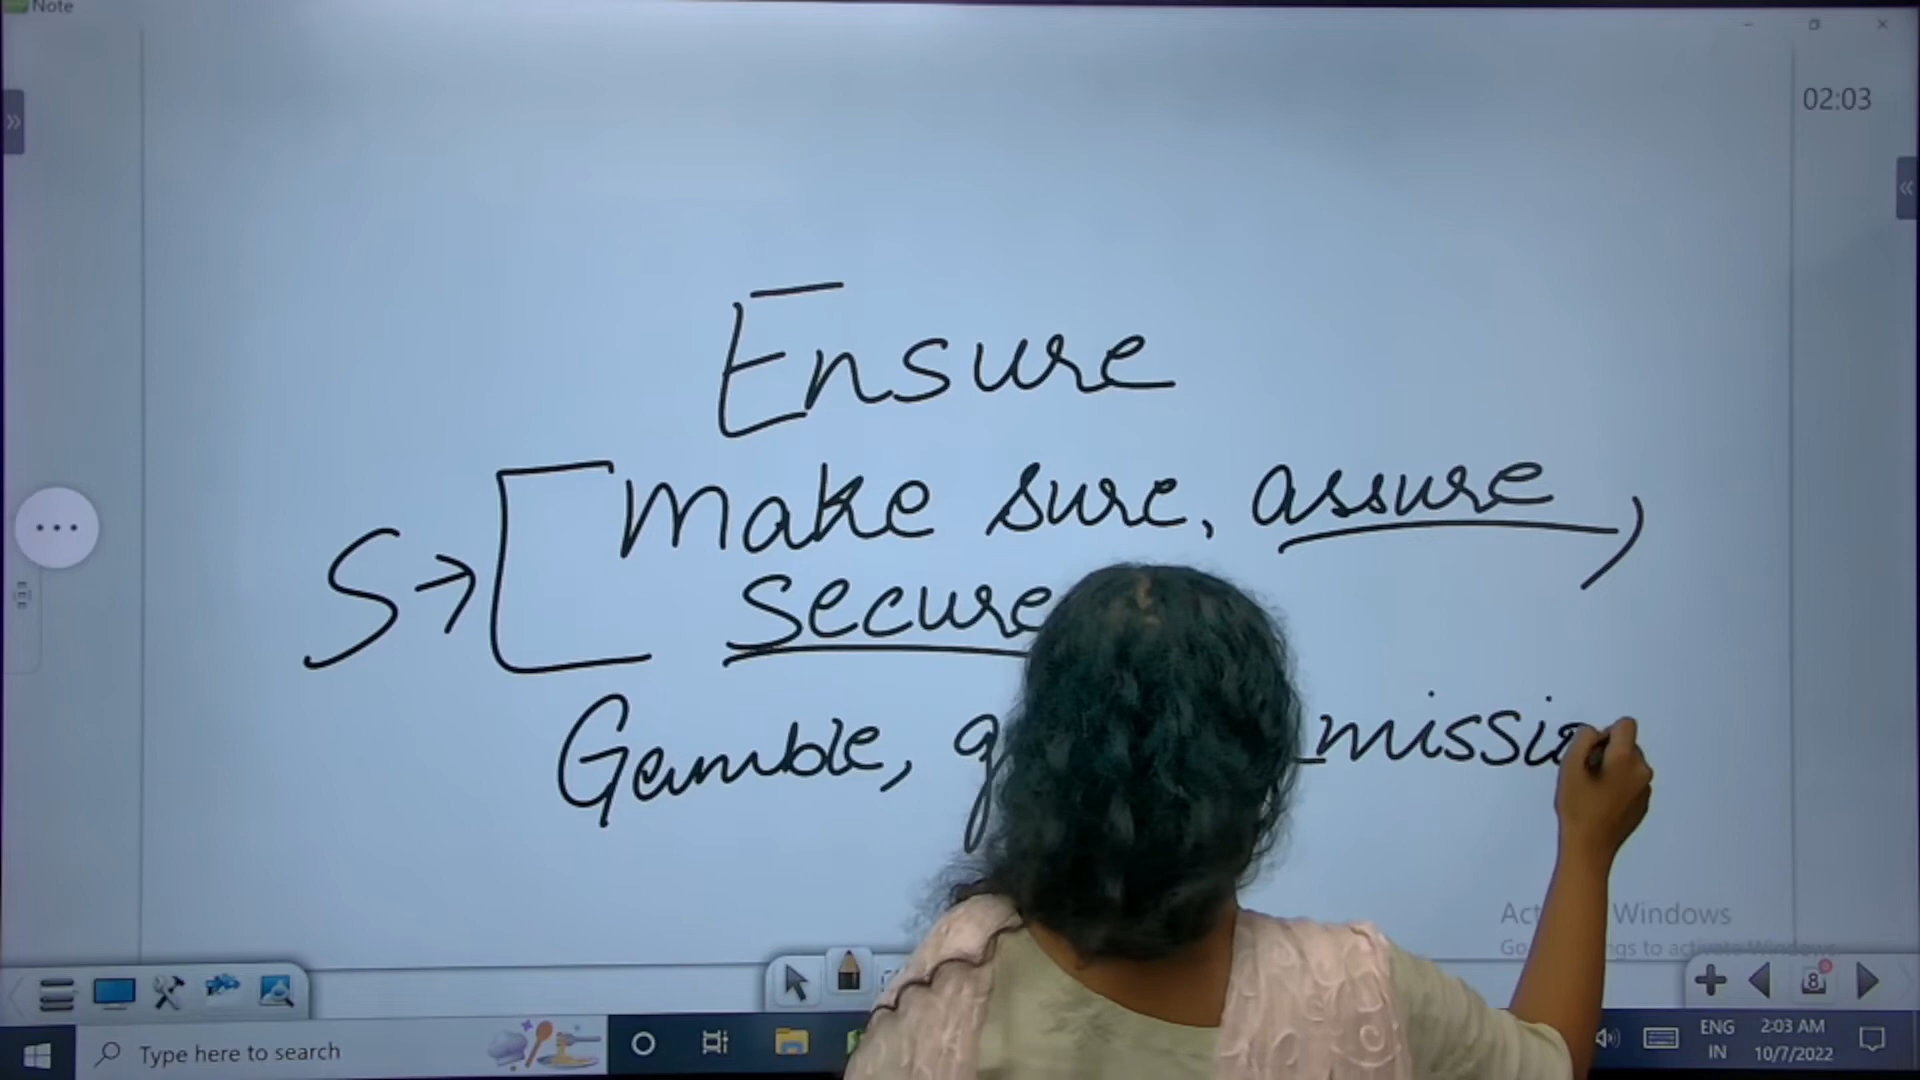 Note
02:03
Ensure
S→ Make sure, assure,
secure
Gamble,
Windows
Type here to search
8
ENG
IN
2:03 AM
10/7/2022